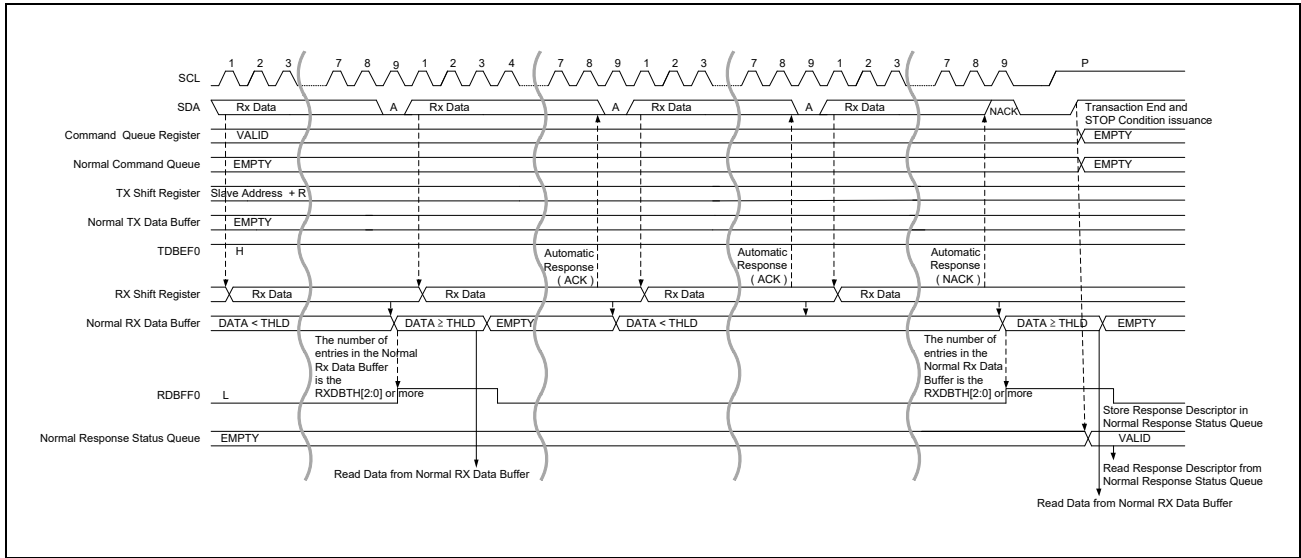 1 2 3 7 8 9 1 2 3 4 7 8 9 1 2 3 7 8 9 1 2 3 7 8 9 P
SCL
SDA Rx Data A Rx Data A Rx Data A Rx Data NACK Transaction End and
STOP Condition issuance
Command Queue Register VALID EMPTY
Normal Command Queue EMPTY EMPTY
TX Shift Register Slave Address + R
Normal TX Data Buffer EMPTY
TDBEF0 H
Automatic
Response
( ACK )
Automatic
Response
( ACK )
Automatic
Response
( NACK )
RX Shift Register Rx Data Rx Data Rx Data Rx Data
Normal RX Data Buffer DATA < THLD DATA ≥ THLD EMPTY DATA < THLD DATA ≥ THLD EMPTY
The number of
entries in the Normal
Rx Data Buffer
is the
RXDBTH[2:0] or more
The number of
entries in the
Normal Rx Data
Buffer is the
RXDBTH[2:0] or more
RDBFF0 L
Store Response Descriptor in
Normal Response Status Queue
Normal Response Status Queue EMPTY VALID
Read Data from Normal RX Data Buffer
Read Response Descriptor from
Normal Response Status Queue
Read Data from Normal RX Data Buffer